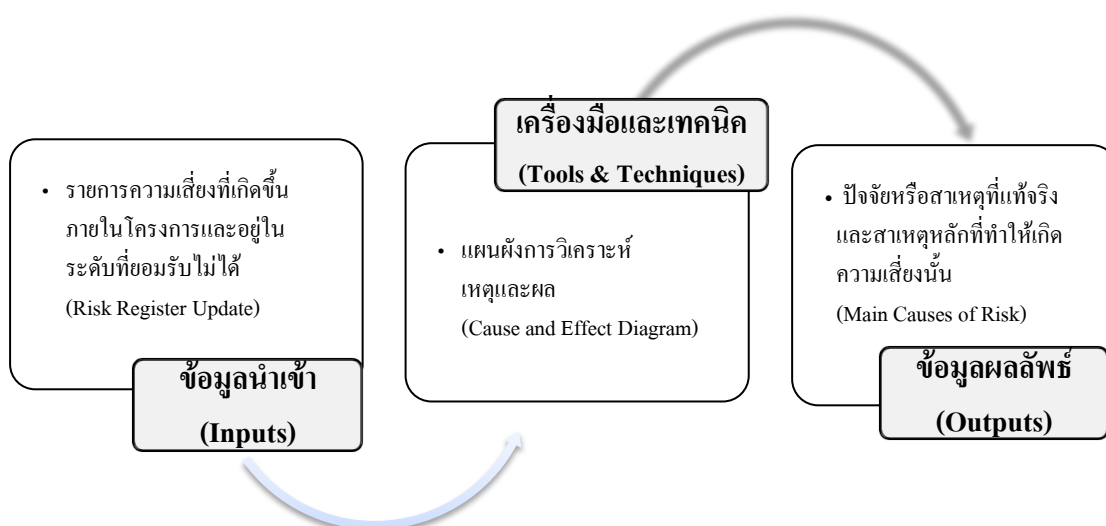 • รายการความเสี่ยงที่เกิดขึ้น
ภายในโครงการและอยู่ใน
ระดับที่ยอมรับไม่ได้
(Risk Register Update)
ข้อมูลนำเข้า
(Inputs)
เครื่องมือและเทคนิค
(Tools & Techniques)
• แผนผังการวิเคราะห์
เหตุและผล
(Cause and Effect Diagram)
• ปัจจัยหรือสาเหตุที่แท้จริง
และสาเหตุหลักที่ทำให้เกิด
ความเสี่ยงนั้น
(Main Causes of Risk)
ข้อมูลผลลัพธ์
(Outputs)